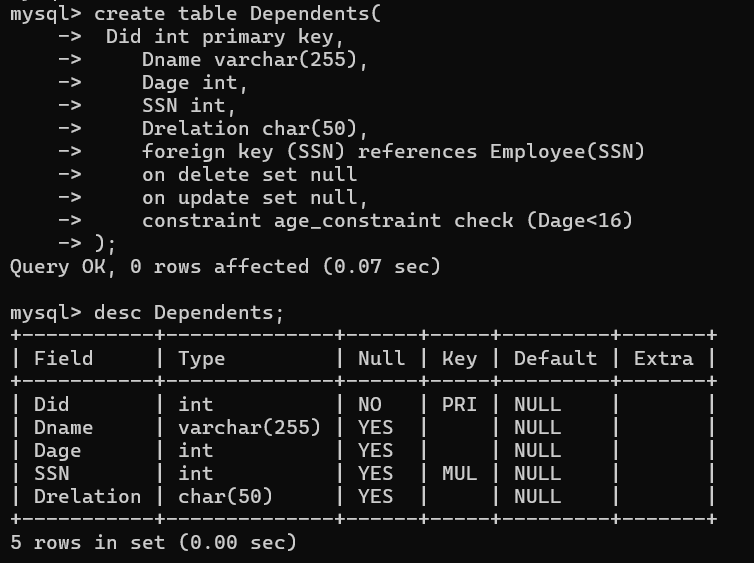 mysql> create table Dependents(
    ->  Did int primary key,
    ->     Dname varchar(255),
    ->     Dage int,
    ->     SSN int,
    ->     Drelation char(50),
    ->     foreign key (SSN) references Employee(SSN)
    ->     on delete set null
    ->     on update set null,
    ->     constraint age_constraint check (Dage<16)
    -> );
Query OK, 0 rows affected (0.07 sec)

mysql> desc Dependents;
+-----------+--------------+------+-----+---------+-------+
| Field     | Type         | Null | Key | Default | Extra |
+-----------+--------------+------+-----+---------+-------+
| Did       | int          | NO   | PRI | NULL    |       |
| Dname     | varchar(255) | YES  |     | NULL    |       |
| Dage      | int          | YES  |     | NULL    |       |
| SSN       | int          | YES  | MUL | NULL    |       |
| Drelation | char(50)     | YES  |     | NULL    |       |
+-----------+--------------+------+-----+---------+-------+
5 rows in set (0.00 sec)